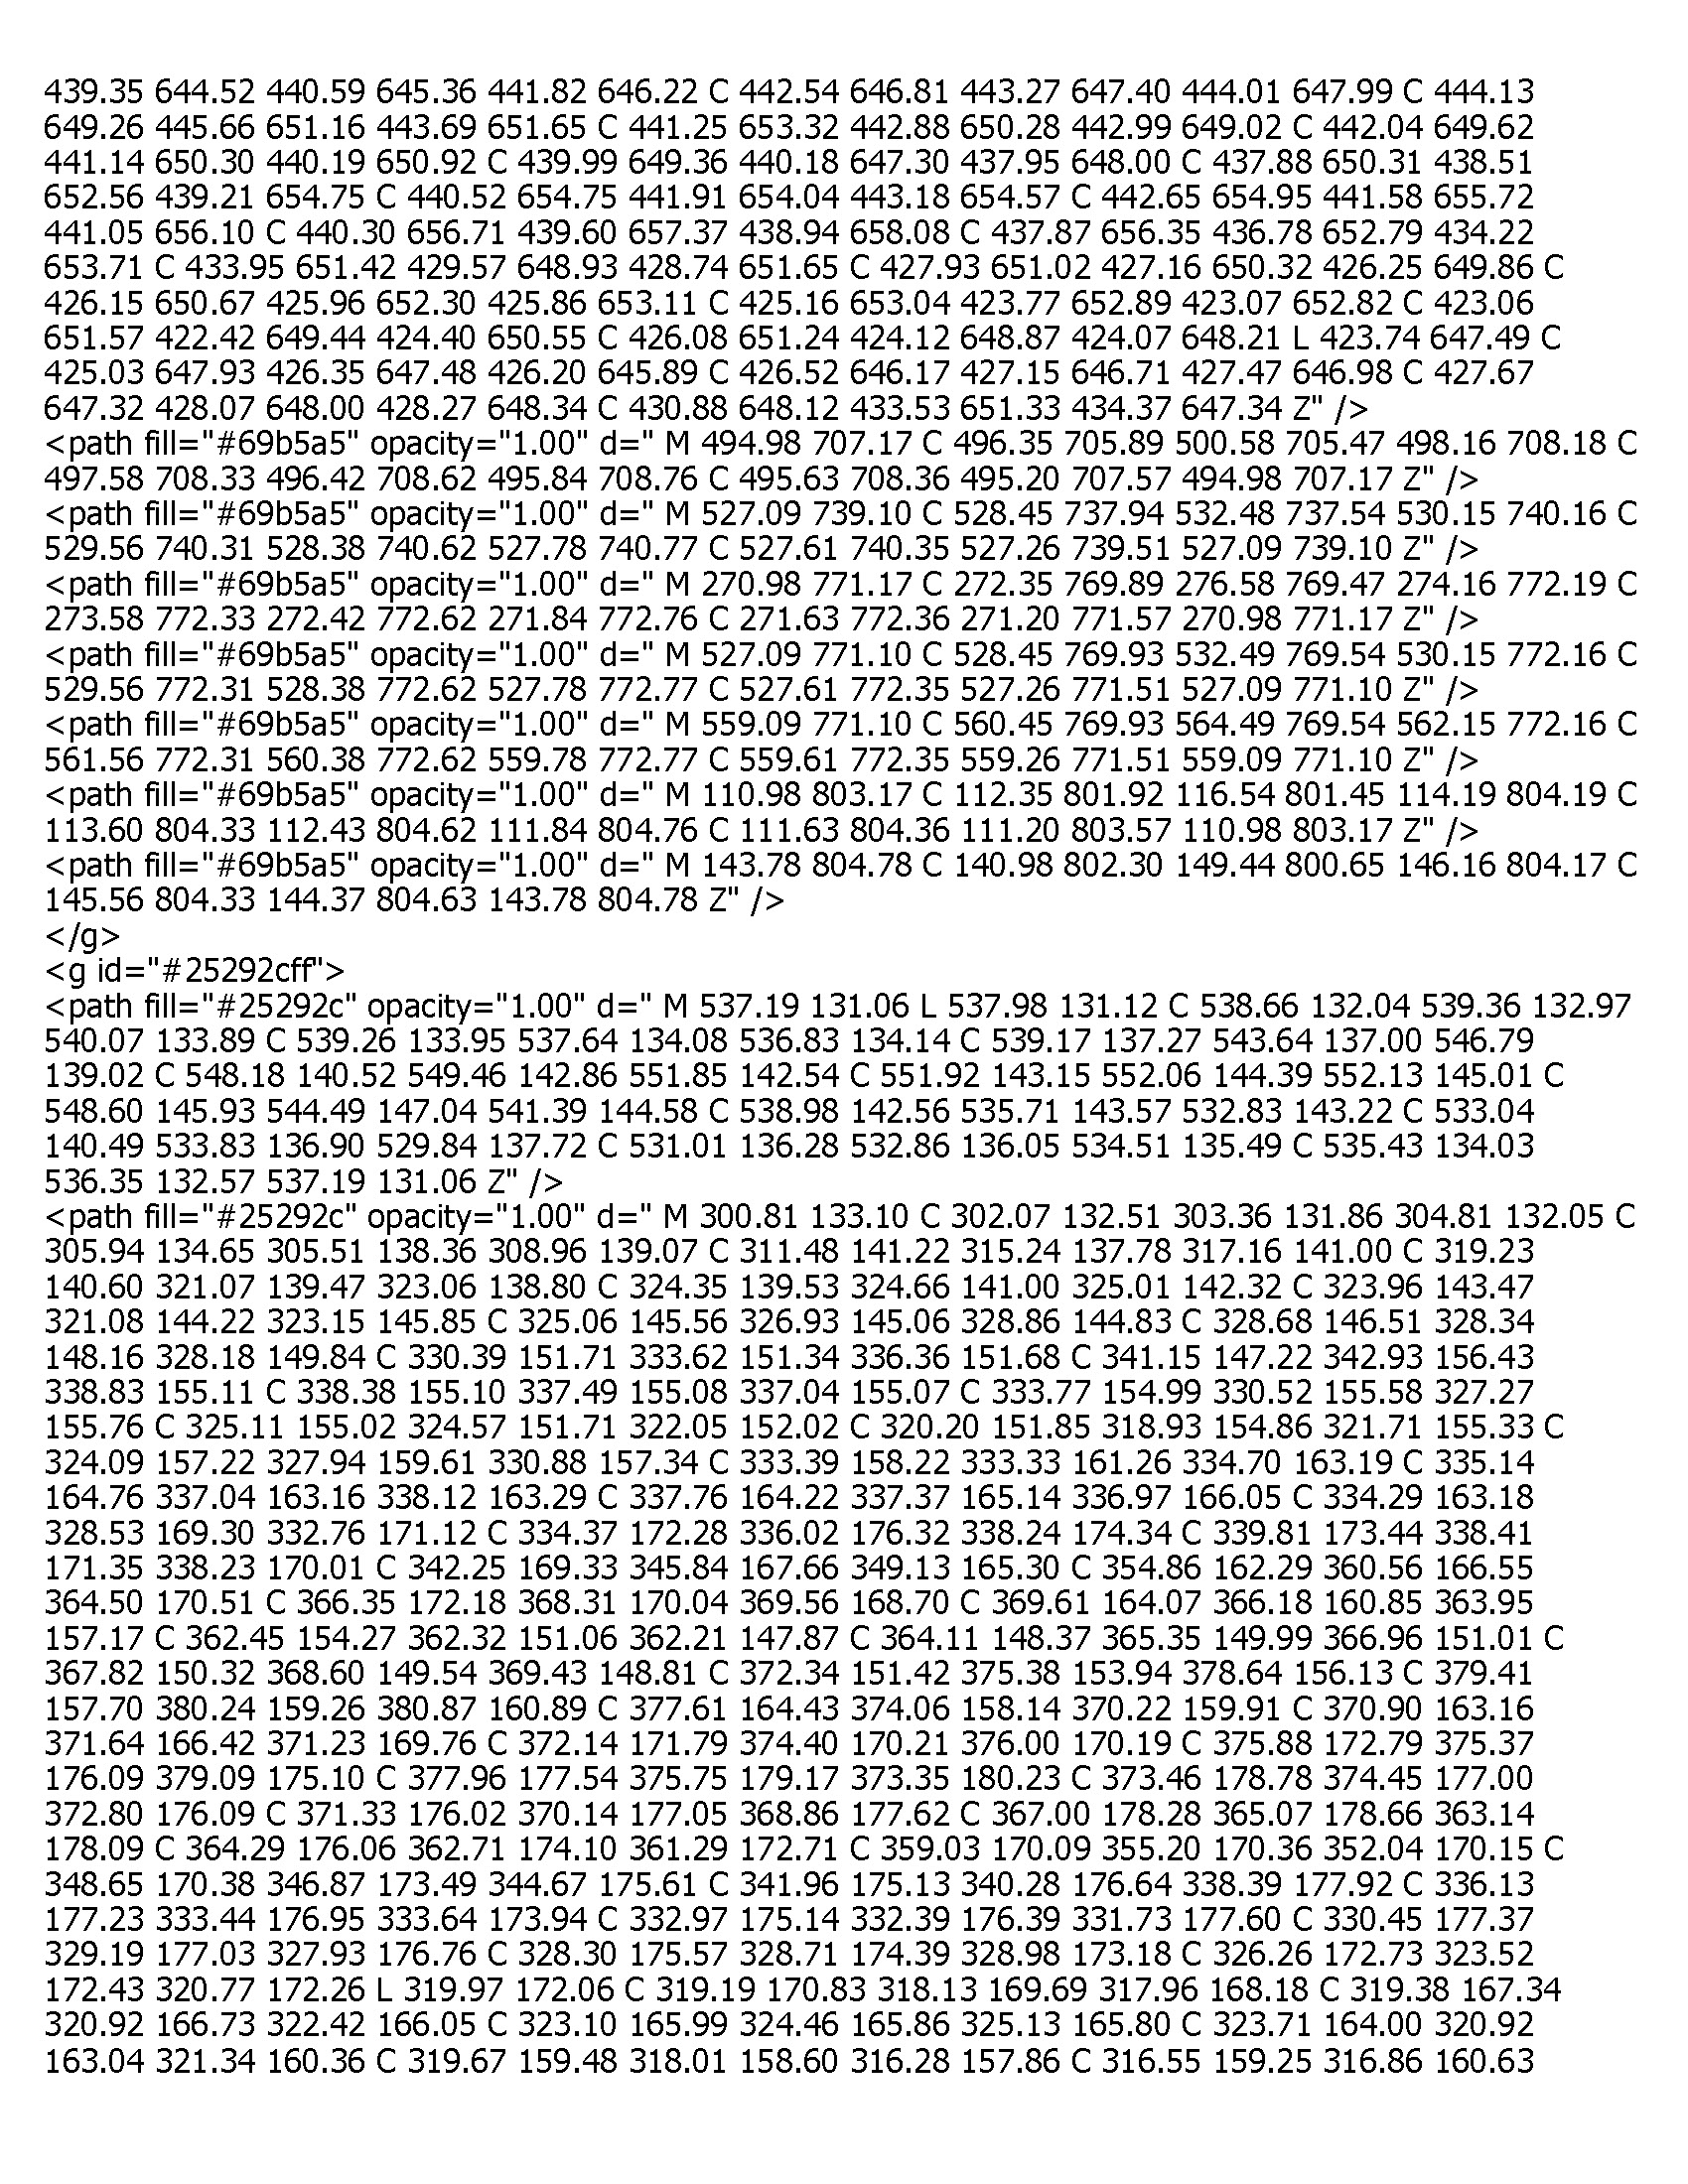 439.35 644.52 440.59 645.36 441.82 646.22 C 442.54 646.81 443.27 647.40 444.01 647.99 C 444.13
649.26 445.66 651.16 443.69 651.65 C 441.25 653.32 442.88 650.28 442.99 649.02 C 442.04 649.62
441.14 650.30 440.19 650.92 C 439.99 649.36 440.18 647.30 437.95 648.00 C 437.88 650.31 438.51
652.56 439.21 654.75 C 440.52 654.75 441.91 654.04 443.18 654.57 C 442.65 654.95 441.58 655.72
441.05 656.10 C 440.30 656.71 439.60 657.37 438.94 658.08 C 437.87 656.35 436.78 652.79 434.22
653.71 C 433.95 651.42 429.57 648.93 428.74 651.65 C 427.93 651.02 427.16 650.32 426.25 649.86 C
426.15 650.67 425.96 652.30 425.86 653.11 C 425.16 653.04 423.77 652.89 423.07 652.82 C 423.06
651.57 422.42 649.44 424.40 650.55 C 426.08 651.24 424.12 648.87 424.07 648.21 L 423.74 647.49 C
425.03 647.93 426.35 647.48 426.20 645.89 C 426.52 646.17 427.15 646.71 427.47 646.98 C 427.67
647.32 428.07 648.00 428.27 648.34 C 430.88 648.12 433.53 651.33 434.37 647.34 Z" />
<path fill="#69b5a5" opacity="1.00" d=" M 494.98 707.17 C 496.35 705.89 500.58 705.47 498.16 708.18 C
497.58 708.33 496.42 708.62 495.84 708.76 C 495.63 708.36 495.20 707.57 494.98 707.17 Z" />
<path fill="#69b5a5" opacity="1.00" d=" M 527.09 739.10 C 528.45 737.94 532.48 737.54 530.15 740.16 C
529.56 740.31 528.38 740.62 527.78 740.77 C 527.61 740.35 527.26 739.51 527.09 739.10 Z" />
<path fill="#69b5a5" opacity="1.00" d=" M 270.98 771.17 C 272.35 769.89 276.58 769.47 274.16 772.19 C
273.58 772.33 272.42 772.62 271.84 772.76 C 271.63 772.36 271.20 771.57 270.98 771.17 Z" />
<path fill="#69b5a5" opacity="1.00" d=" M 527.09 771.10 C 528.45 769.93 532.49 769.54 530.15 772.16 C
529.56 772.31 528.38 772.62 527.78 772.77 C 527.61 772.35 527.26 771.51 527.09 771.10 Z" />
<path fill="#69b5a5" opacity="1.00" d=" M 559.09 771.10 C 560.45 769.93 564.49 769.54 562.15 772.16 C
561.56 772.31 560.38 772.62 559.78 772.77 C 559.61 772.35 559.26 771.51 559.09 771.10 Z" />
<path fill="#69b5a5" opacity="1.00" d=" M 110.98 803.17 C 112.35 801.92 116.54 801.45 114.19 804.19 C
113.60 804.33 112.43 804.62 111.84 804.76 C 111.63 804.36 111.20 803.57 110.98 803.17 Z" />
<path fill="#69b5a5" opacity="1.00" d=" M 143.78 804.78 C 140.98 802.30 149.44 800.65 146.16 804.17 C
145.56 804.33 144.37 804.63 143.78 804.78 Z" />
</g>
<g id="#25292cff">
<path fill="#25292c" opacity="1.00" d=" M 537.19 131.06 L 537.98 131.12 C 538.66 132.04 539.36 132.97
540.07 133.89 C 539.26 133.95 537.64 134.08 536.83 134.14 C 539.17 137.27 543.64 137.00 546.79
139.02 C 548.18 140.52 549.46 142.86 551.85 142.54 C 551.92 143.15 552.06 144.39 552.13 145.01 C
548.60 145.93 544.49 147.04 541.39 144.58 C 538.98 142.56 535.71 143.57 532.83 143.22 C 533.04
140.49 533.83 136.90 529.84 137.72 C 531.01 136.28 532.86 136.05 534.51 135.49 C 535.43 134.03
536.35 132.57 537.19 131.06 Z" />
<path fill="#25292c" opacity="1.00" d=" M 300.81 133.10 C 302.07 132.51 303.36 131.86 304.81 132.05 C
305.94 134.65 305.51 138.36 308.96 139.07 C 311.48 141.22 315.24 137.78 317.16 141.00 C 319.23
140.60 321.07 139.47 323.06 138.80 C 324.35 139.53 324.66 141.00 325.01 142.32 C 323.96 143.47
321.08 144.22 323.15 145.85 C 325.06 145.56 326.93 145.06 328.86 144.83 C 328.68 146.51 328.34
148.16 328.18 149.84 C 330.39 151.71 333.62 151.34 336.36 151.68 C 341.15 147.22 342.93 156.43
338.83 155.11 C 338.38 155.10 337.49 155.08 337.04 155.07 C 333.77 154.99 330.52 155.58 327.27
155.76 C 325.11 155.02 324.57 151.71 322.05 152.02 C 320.20 151.85 318.93 154.86 321.71 155.33 C
324.09 157.22 327.94 159.61 330.88 157.34 C 333.39 158.22 333.33 161.26 334.70 163.19 C 335.14
164.76 337.04 163.16 338.12 163.29 C 337.76 164.22 337.37 165.14 336.97 166.05 C 334.29 163.18
328.53 169.30 332.76 171.12 C 334.37 172.28 336.02 176.32 338.24 174.34 C 339.81 173.44 338.41
171.35 338.23 170.01 C 342.25 169.33 345.84 167.66 349.13 165.30 C 354.86 162.29 360.56 166.55
364.50 170.51 C 366.35 172.18 368.31 170.04 369.56 168.70 C 369.61 164.07 366.18 160.85 363.95
157.17 C 362.45 154.27 362.32 151.06 362.21 147.87 C 364.11 148.37 365.35 149.99 366.96 151.01 C
367.82 150.32 368.60 149.54 369.43 148.81 C 372.34 151.42 375.38 153.94 378.64 156.13 C 379.41
157.70 380.24 159.26 380.87 160.89 C 377.61 164.43 374.06 158.14 370.22 159.91 C 370.90 163.16
371.64 166.42 371.23 169.76 C 372.14 171.79 374.40 170.21 376.00 170.19 C 375.88 172.79 375.37
176.09 379.09 175.10 C 377.96 177.54 375.75 179.17 373.35 180.23 C 373.46 178.78 374.45 177.00
372.80 176.09 C 371.33 176.02 370.14 177.05 368.86 177.62 C 367.00 178.28 365.07 178.66 363.14
178.09 C 364.29 176.06 362.71 174.10 361.29 172.71 C 359.03 170.09 355.20 170.36 352.04 170.15 C
348.65 170.38 346.87 173.49 344.67 175.61 C 341.96 175.13 340.28 176.64 338.39 177.92 C 336.13
177.23 333.44 176.95 333.64 173.94 C 332.97 175.14 332.39 176.39 331.73 177.60 C 330.45 177.37
329.19 177.03 327.93 176.76 C 328.30 175.57 328.71 174.39 328.98 173.18 C 326.26 172.73 323.52
172.43 320.77 172.26 L 319.97 172.06 C 319.19 170.83 318.13 169.69 317.96 168.18 C 319.38 167.34
320.92 166.73 322.42 166.05 C 323.10 165.99 324.46 165.86 325.13 165.80 C 323.71 164.00 320.92
163.04 321.34 160.36 C 319.67 159.48 318.01 158.60 316.28 157.86 C 316.55 159.25 316.86 160.63